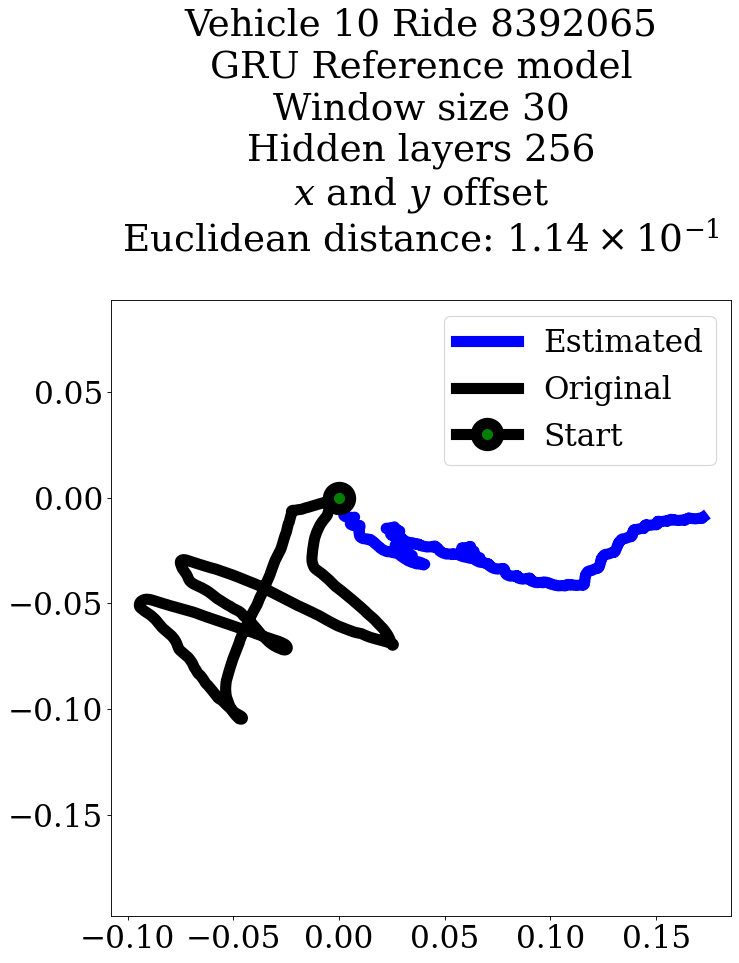 Vehicle 10 Ride 8392065
GRU Reference model
Window size 30
Hidden layers 256
x and y offset
Euclidean distance: 1.14 × 10⁻¹
Estimated
Original
Start
0.05
0.00
−0.05
−0.10
−0.15
−0.10 −0.05 0.00 0.05 0.10 0.15